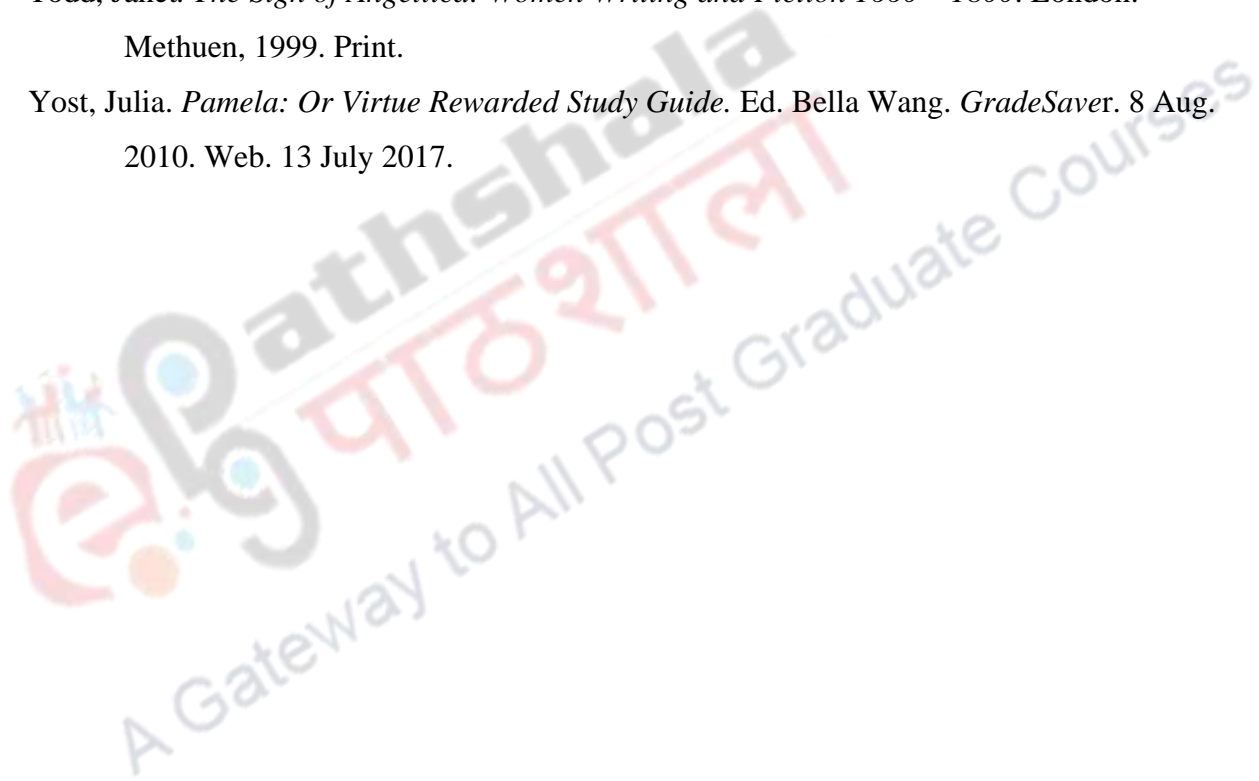 Todd, Janet. The Sign of Angellica: Women Writing and Fiction 1660 – 1800. London:
Methuen, 1999. Print.
Yost, Julia. Pamela: Or Virtue Rewarded Study Guide. Ed. Bella Wang. GradeSaver. 8 Aug.
2010. Web. 13 July 2017.
ePG Pathshala
पाठशाला
A Gateway to All Post Graduate Courses